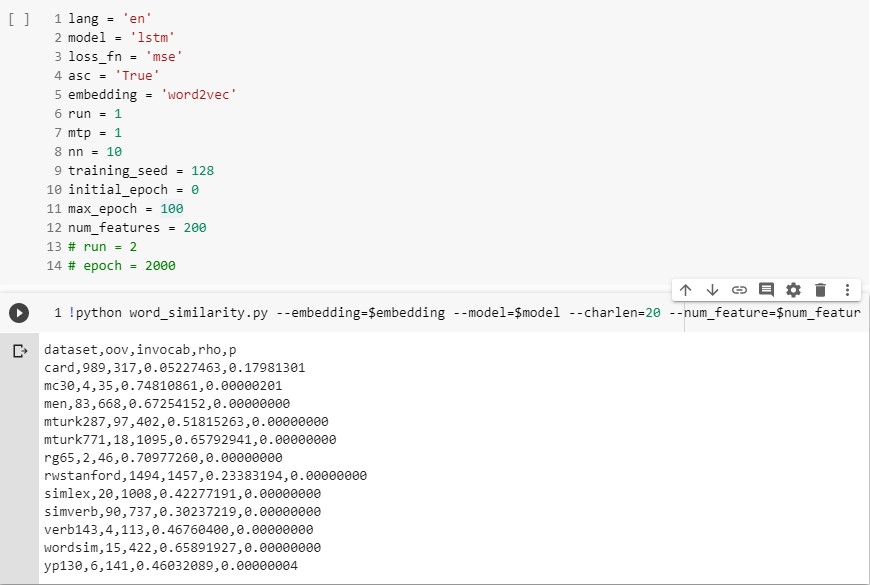 [ ] 1 lang = 'en'
2 model = 'lstm'
3 loss_fn = 'mse'
4 asc = 'True'
5 embedding = 'word2vec'
6 run = 1
7 mtp = 1
8 nn = 10
9 training_seed = 128
10 initial_epoch = 0
11 max_epoch = 100
12 num_features = 200
13 # run = 2
14 # epoch = 2000
1 !python word_similarity.py --embedding=$embedding --model=$model --charlen=20 --num_feature=$num_featur
dataset,oov,invocab,rho,p
card,989,317,0.05227463,0.17981301
mc30,4,35,0.74810861,0.00000201
men,83,668,0.67254152,0.00000000
mturk287,97,402,0.51815263,0.00000000
mturk771,18,1095,0.65792941,0.00000000
rg65,2,46,0.70977260,0.00000000
rwstanford,1494,1457,0.23383194,0.00000000
simlex,20,1008,0.42277191,0.00000000
simverb,90,737,0.30237219,0.00000000
verb143,4,113,0.46760400,0.00000000
wordsim,15,422,0.65891927,0.00000000
yp130,6,141,0.46032089,0.00000004